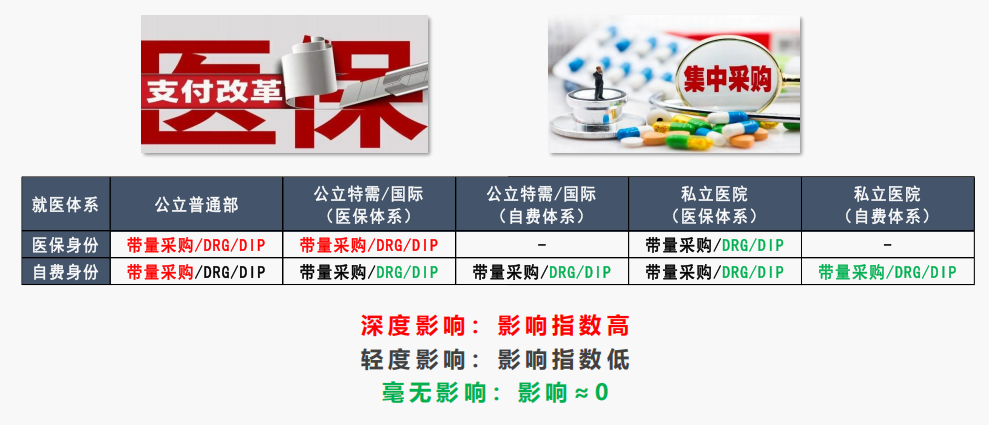 医保
支付改革
集中采购
就医体系 公立普通部 公立特需/国际（医保体系） 公立特需/国际（自费体系） 私立医院（医保体系） 私立医院（自费体系）
医保身份 带量采购/DRG/DIP 带量采购/DRG/DIP - 带量采购/DRG/DIP -
自费身份 带量采购/DRG/DIP 带量采购/DRG/DIP 带量采购/DRG/DIP 带量采购/DRG/DIP 带量采购/DRG/DIP
深度影响：影响指数高
轻度影响：影响指数低
毫无影响：影响≈0